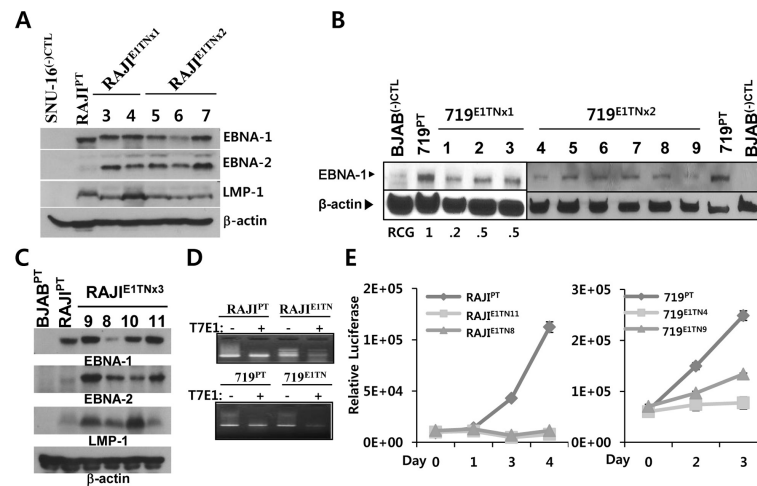 A
SNU-16(-)CTL
RAJIPT
RAJIE1TNx1
RAJIE1TNx2
3 4 5 6 7
EBNA-1
EBNA-2
LMP-1
β-actin
B
BJAB(-)CTL
719PT
719E1TNx1
719E1TNx2
719PT
BJAB(-)CTL
1 2 3 4 5 6 7 8 9
EBNA-1
β-actin
RCG 1 .2 .5 .5
C
BJABPT
RAJIPT
RAJIE1TNx3
9 8 10 11
EBNA-1
EBNA-2
LMP-1
β-actin
D
RAJIPT RAJIE1TN
T7E1: - + - +
719PT 719E1TN
T7E1: - + - +
E
Relative Luciferase
2E+05
1E+05
5E+04
0E+00
RAJIPT
RAJIE1TN11
RAJIE1TN8
Day 0 1 3 4
3E+05
2E+05
1E+05
0E+00
719PT
719E1TN4
719E1TN9
Day 0 2 3